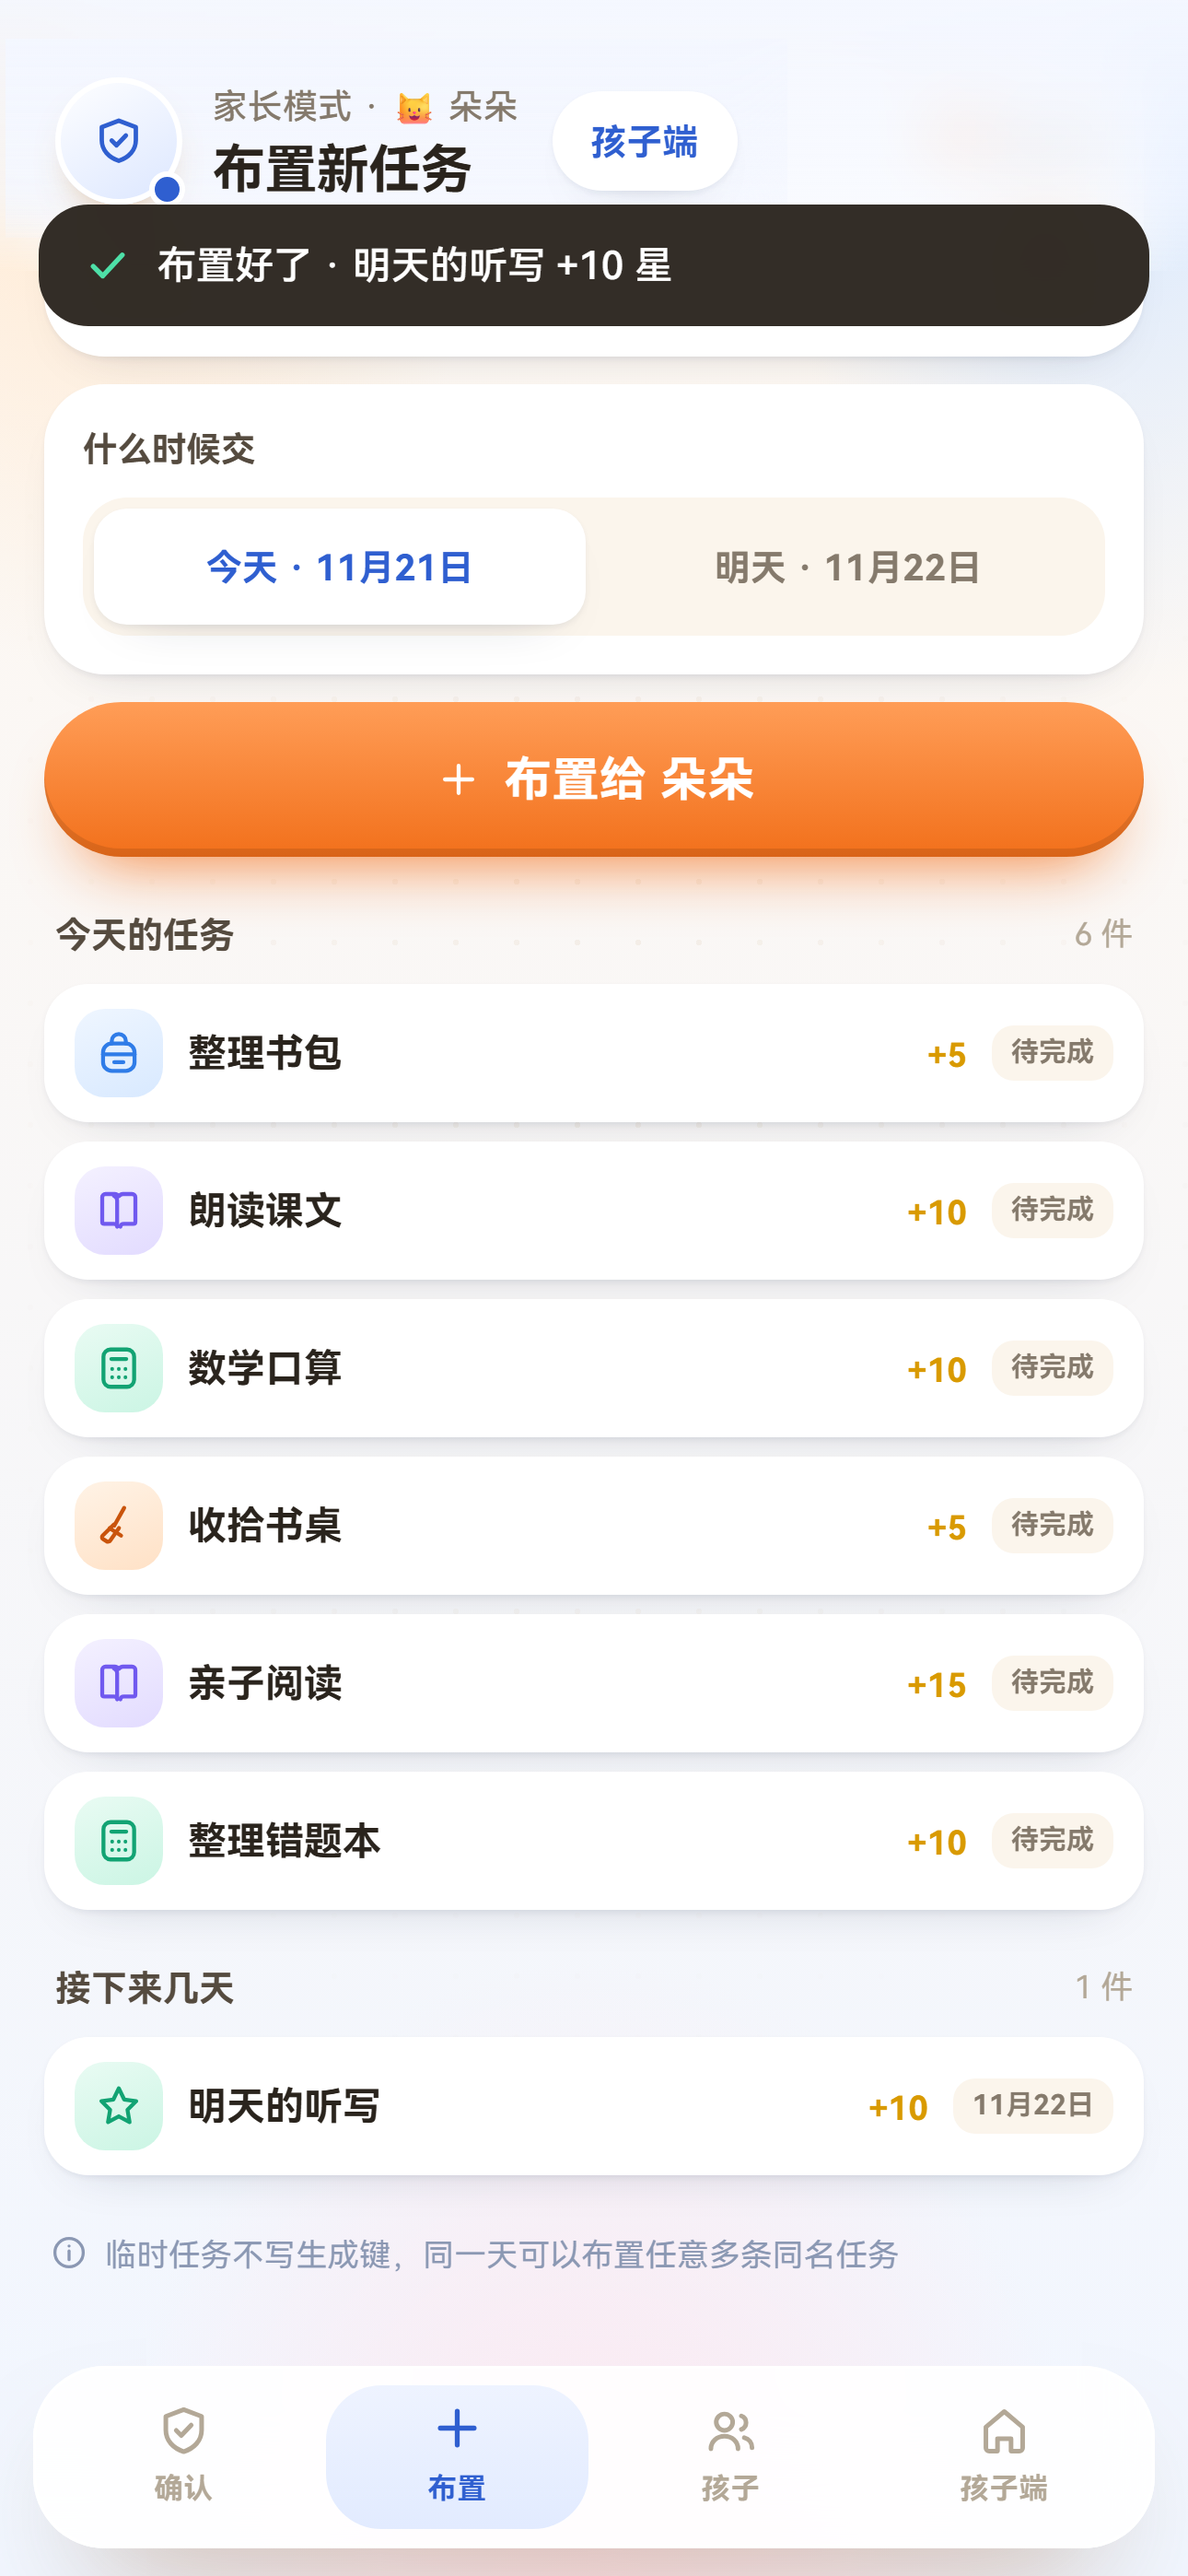 家长模式 · 😺 朵朵
布置新任务
孩子端
布置好了 · 明天的听写 +10 星
什么时候交
今天 · 11月21日
明天 · 11月22日
+ 布置给 朵朵
今天的任务
6 件
整理书包
+5
待完成
朗读课文
+10
待完成
数学口算
+10
待完成
收拾书桌
+5
待完成
亲子阅读
+15
待完成
整理错题本
+10
待完成
接下来几天
1 件
明天的听写
+10
11月22日
临时任务不写生成键，同一天可以布置任意多条同名任务
确认
布置
孩子
孩子端